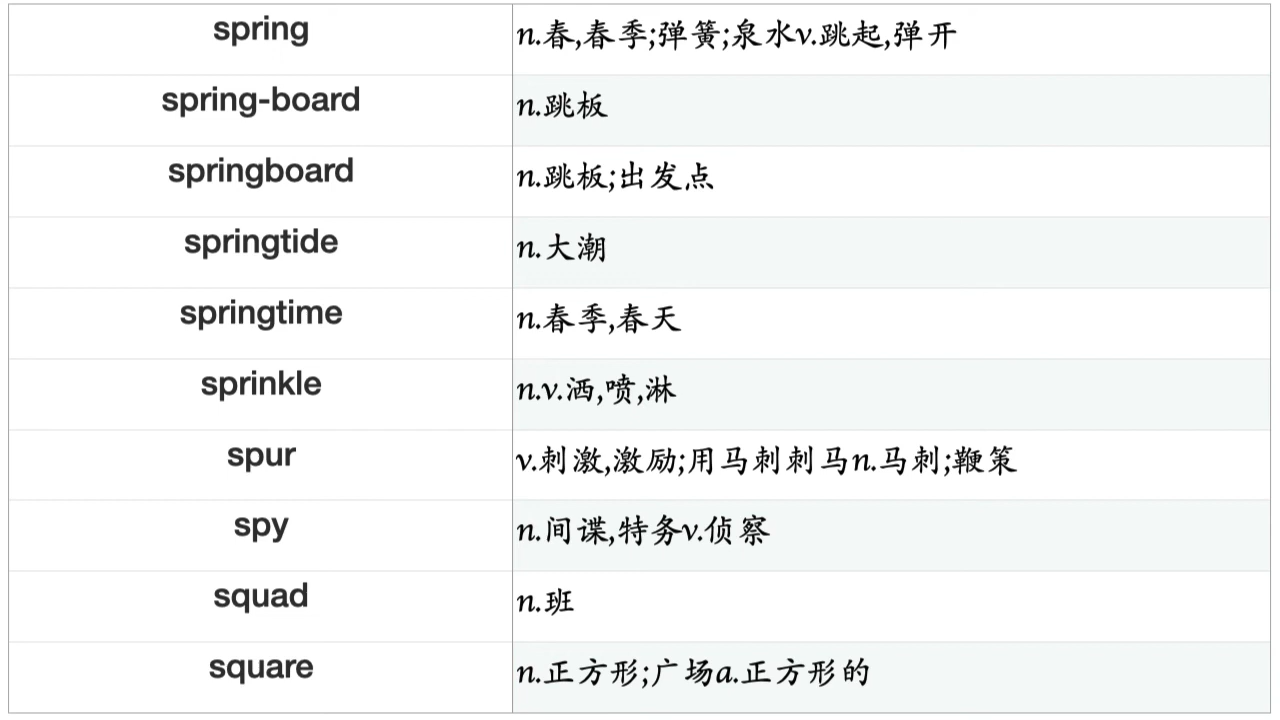 spring n.春,春季;弹簧;泉水v.跳起,弹开
spring-board n.跳板
springboard n.跳板;出发点
springtide n.大潮
springtime n.春季,春天
sprinkle n.v.洒,喷,淋
spur v.刺激,激励;用马刺刺马n.马刺;鞭策
spy n.间谍,特务v.侦察
squad n.班
square n.正方形;广场a.正方形的